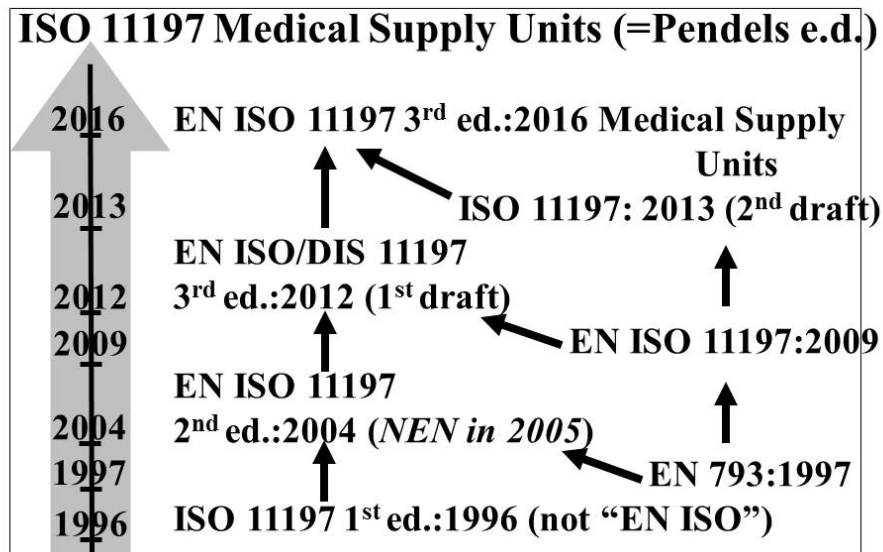 ISO 11197 Medical Supply Units (=Pendels e.d.)
2016 EN ISO 11197 3rd ed.:2016 Medical Supply
Units
2013 ISO 11197: 2013 (2nd draft)
EN ISO/DIS 11197
2012 3rd ed.:2012 (1st draft)
2009 EN ISO 11197:2009
EN ISO 11197
2004 2nd ed.:2004 (NEN in 2005)
1997 EN 793:1997
1996 ISO 11197 1st ed.:1996 (not “EN ISO”)